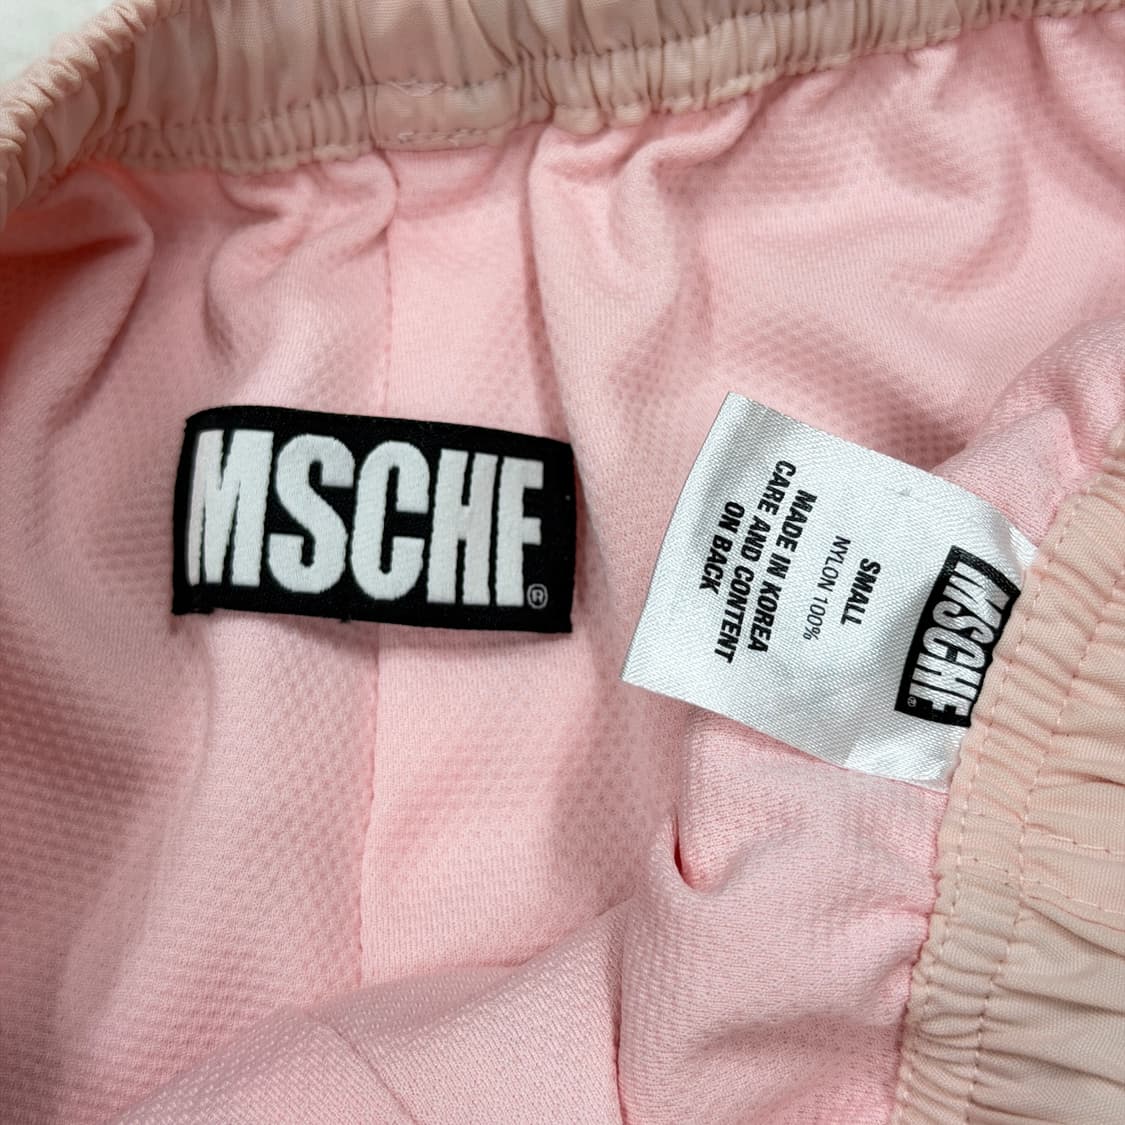 MSCHF®
MSCHF®
SMALL
NYLON 100%
MADE IN KOREA
CARE AND CONTENT
ON BACK